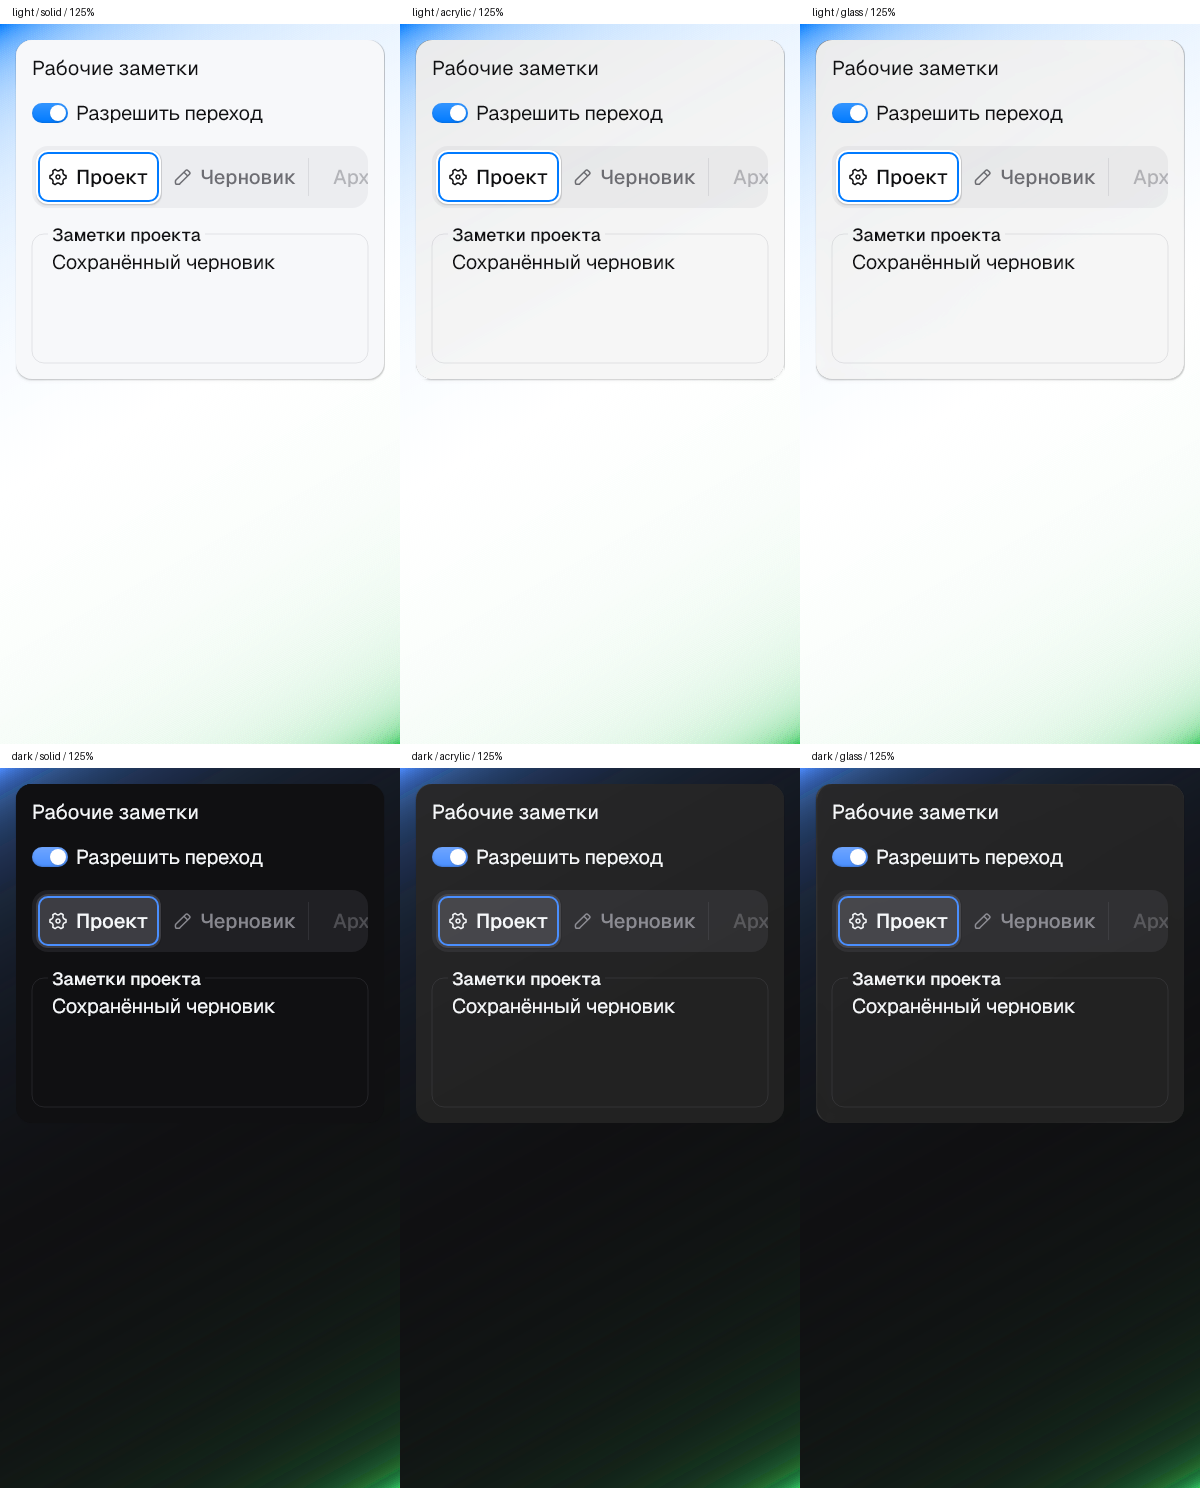 light / solid / 125%
Рабочие заметки
Разрешить переход
Проект Черновик Арх
Заметки проекта
Сохранённый черновик
light / acrylic / 125%
Рабочие заметки
Разрешить переход
Проект Черновик Арх
Заметки проекта
Сохранённый черновик
light / glass / 125%
Рабочие заметки
Разрешить переход
Проект Черновик Арх
Заметки проекта
Сохранённый черновик
dark / solid / 125%
Рабочие заметки
Разрешить переход
Проект Черновик Арх
Заметки проекта
Сохранённый черновик
dark / acrylic / 125%
Рабочие заметки
Разрешить переход
Проект Черновик Арх
Заметки проекта
Сохранённый черновик
dark / glass / 125%
Рабочие заметки
Разрешить переход
Проект Черновик Арх
Заметки проекта
Сохранённый черновик